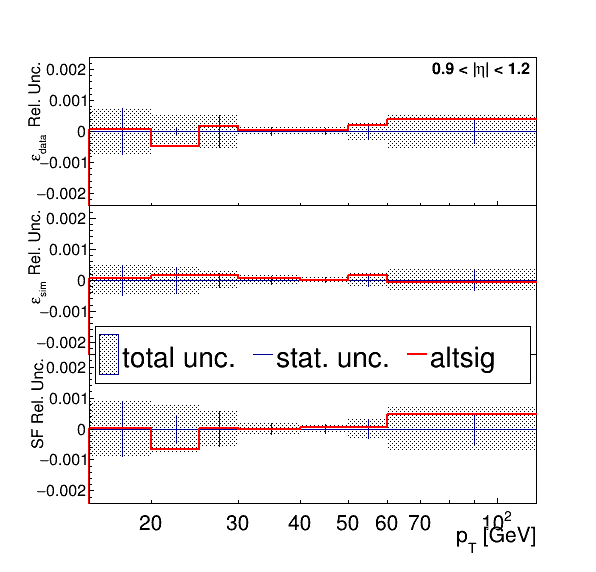 0.9 < |η| < 1.2
ε_data Rel. Unc.
0.002
0.001
0
−0.001
−0.002
ε_sim Rel. Unc.
0.002
0.001
0
−0.001
−0.002
total unc. stat. unc. altsig
SF Rel. Unc.
0.002
0.001
0
−0.001
−0.002
20 30 40 50 60 70 10²
p_T [GeV]